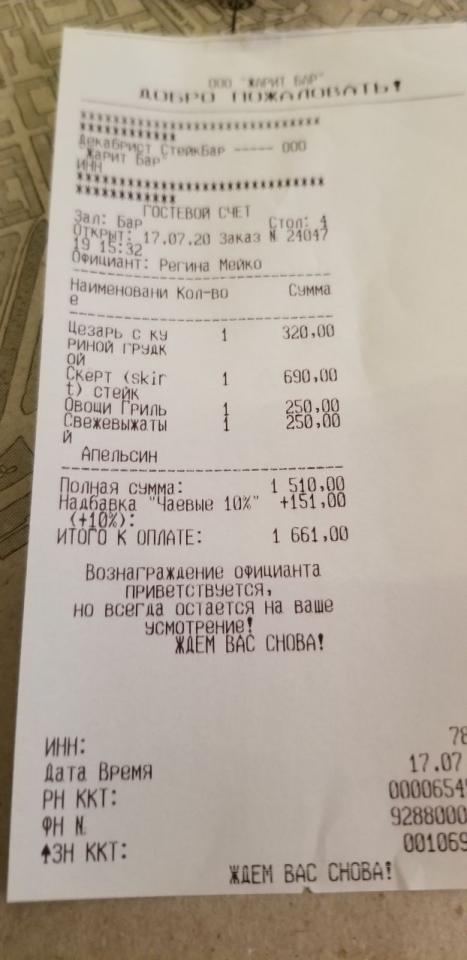 ООО "ЖАРИТ БАР"
ДОБРО ПОЖАЛОВАТЬ!
******************************
************
Декабрист СтейкБар ----- ООО
"Жарит Бар"
ИНН
******************************
************
ГОСТЕВОЙ СЧЕТ
Зал: Бар Стол: 4
Открыт: 17.07.20 Заказ N 24047
19 15:32
Официант: Регина Мейко
------------------------------
Наименовани Кол-во Сумма
е
------------------------------
Цезарь с ку 1 320,00
риной грудк
ой
Скерт (skir 1 690,00
t) стейк
Овощи Гриль 1 250,00
Свежевыжаты 1 250,00
й
Апельсин
------------------------------
Полная сумма: 1 510,00
Надбавка "Чаевые 10%" +151,00
(+10%):
ИТОГО К ОПЛАТЕ: 1 661,00
Вознаграждение официанта
приветствуется,
но всегда остается на ваше
усмотрение!
ЖДЕМ ВАС СНОВА!
ИНН: 78
Дата Время 17.07
РН ККТ: 0000654
ФН N 9288000
↑ЗН ККТ: 001069
ЖДЕМ ВАС СНОВА!